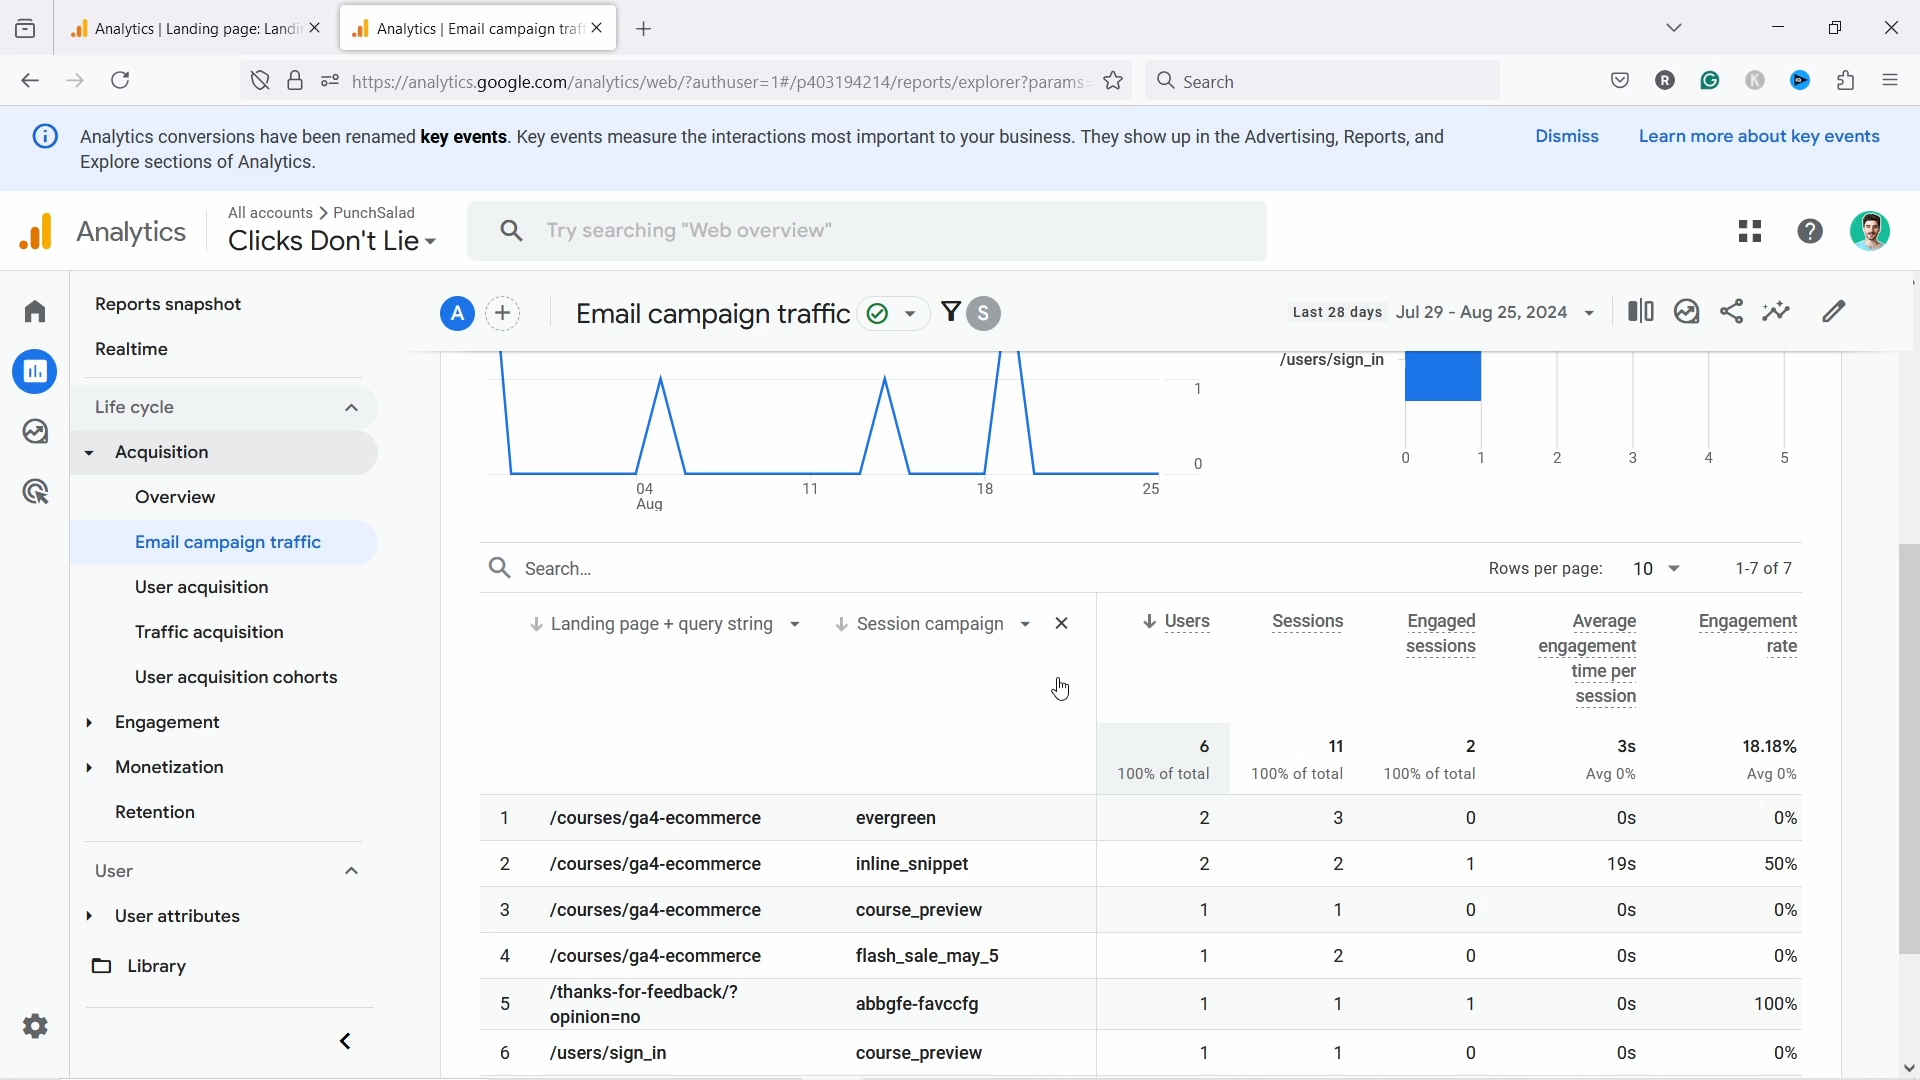 Analytics | Landing page: Landi
Analytics | Email campaign traf
https://analytics.google.com/analytics/web/?authuser=1#/p403194214/reports/explorer?params=
Search
R
G
K
Analytics conversions have been renamed key events. Key events measure the interactions most important to your business. They show up in the Advertising, Reports, and
Explore sections of Analytics.
Dismiss
Learn more about key events
Analytics
All accounts > PunchSalad
Clicks Don't Lie
Try searching "Web overview"
Reports snapshot
Realtime
Life cycle
Acquisition
Overview
Email campaign traffic
User acquisition
Traffic acquisition
User acquisition cohorts
Engagement
Monetization
Retention
User
User attributes
Library
A
Email campaign traffic
S
Last 28 days Jul 29 - Aug 25, 2024
1
0
04
Aug
11
18
25
/users/sign_in
0 1 2 3 4 5
Search...
Rows per page: 10
1-7 of 7
Landing page + query string
Session campaign
Users
Sessions
Engaged
sessions
Average
engagement
time per
session
Engagement
rate
6 11 2 3s 18.18%
100% of total 100% of total 100% of total Avg 0% Avg 0%
1 /courses/ga4-ecommerce evergreen 2 3 0 0s 0%
2 /courses/ga4-ecommerce inline_snippet 2 2 1 19s 50%
3 /courses/ga4-ecommerce course_preview 1 1 0 0s 0%
4 /courses/ga4-ecommerce flash_sale_may_5 1 2 0 0s 0%
5 /thanks-for-feedback/?
opinion=no abbgfe-favccfg 1 1 1 0s 100%
6 /users/sign_in course_preview 1 1 0 0s 0%